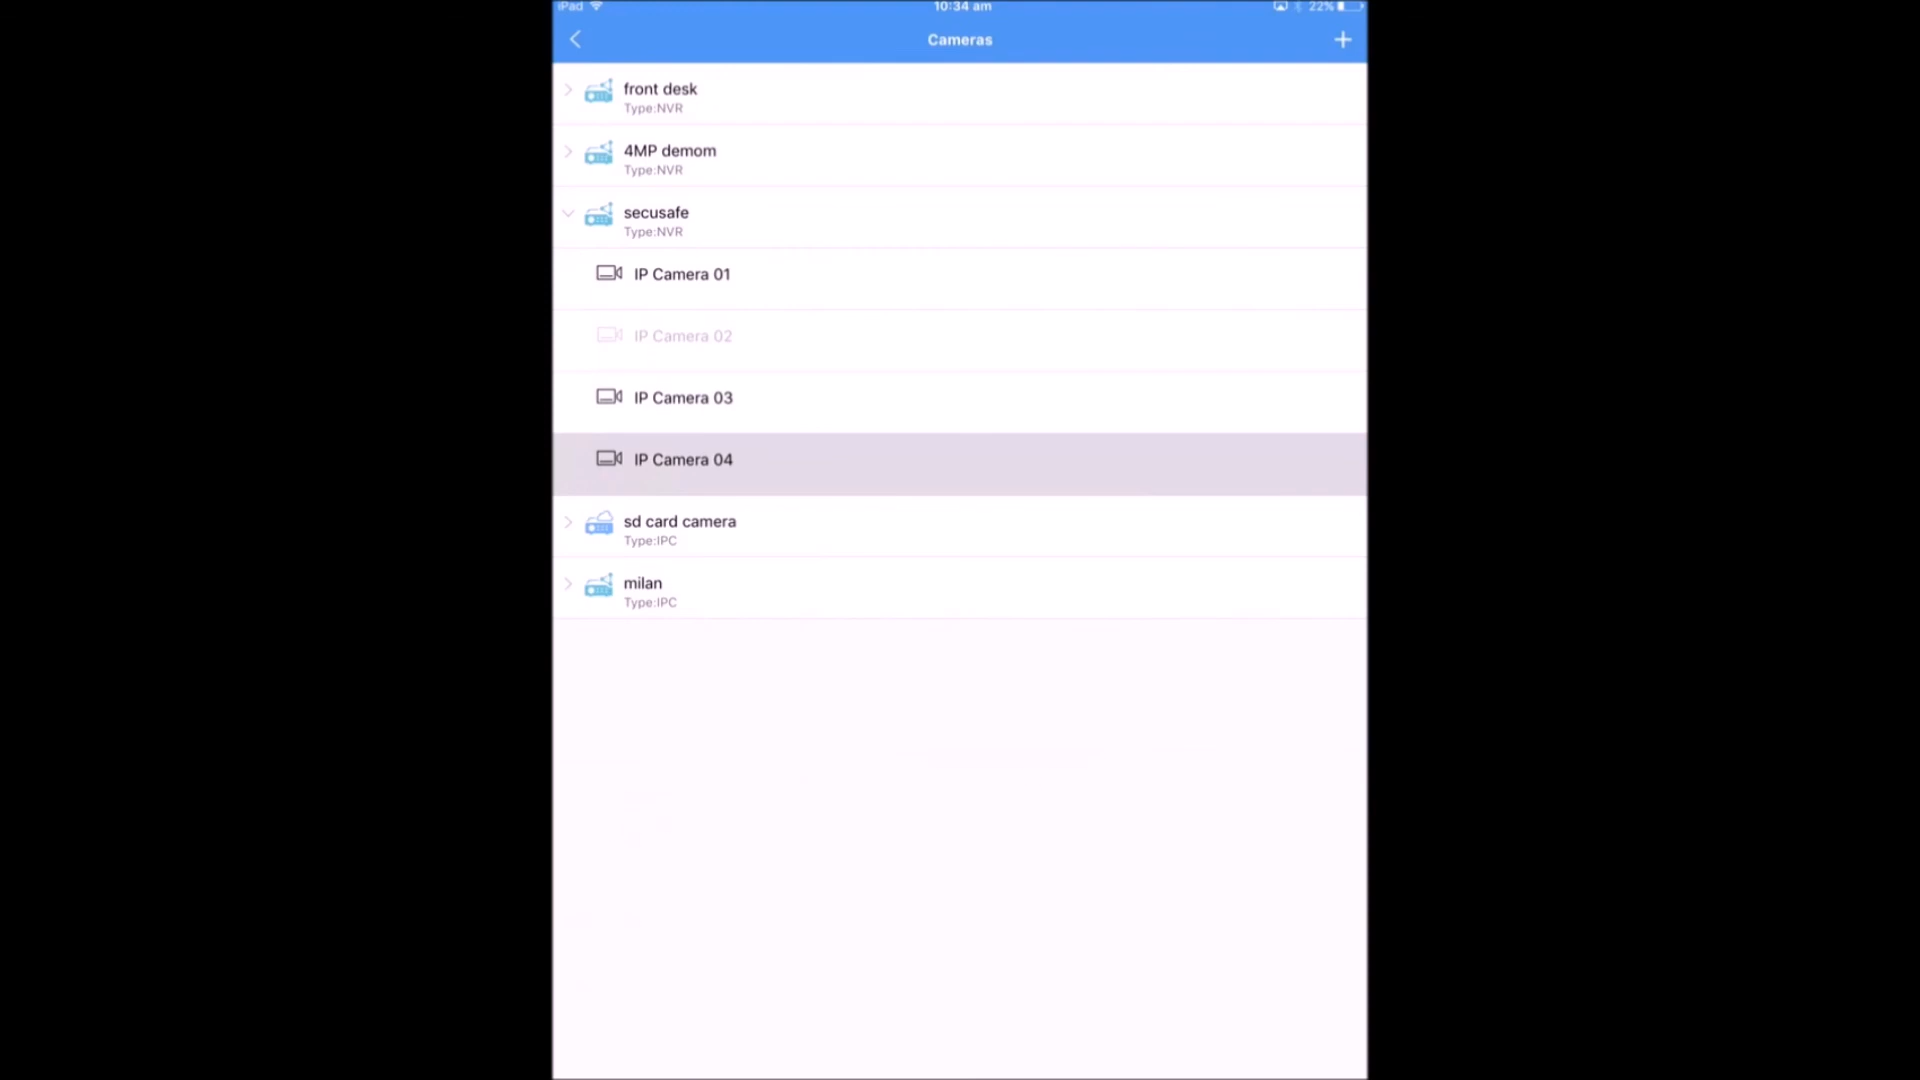 iPad
10:34 am
22%
Cameras
front desk
Type:NVR
4MP demom
Type:NVR
secusafe
Type:NVR
IP Camera 01
IP Camera 02
IP Camera 03
IP Camera 04
sd card camera
Type:IPC
milan
Type:IPC